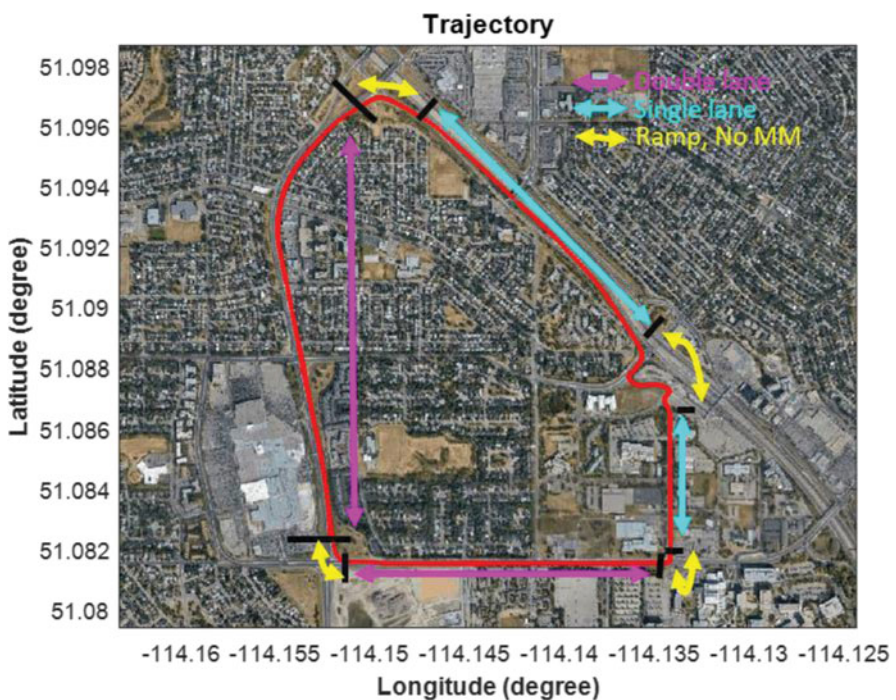 Trajectory
Double lane
Single lane
Ramp, No MM
Latitude (degree)
51.098
51.096
51.094
51.092
51.09
51.088
51.086
51.084
51.082
51.08
-114.16 -114.155 -114.15 -114.145 -114.14 -114.135 -114.13 -114.125
Longitude (degree)